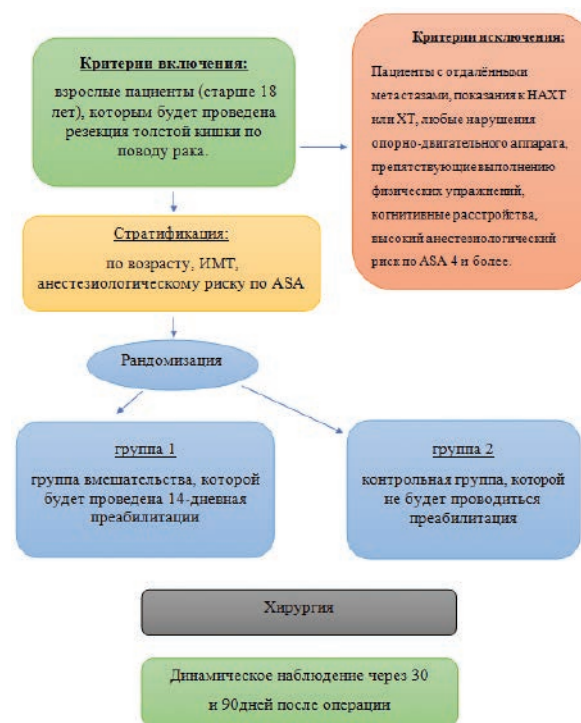 Критерии включения:
взрослые пациенты (старше 18
лет), которым будет проведена
резекция толстой кишки по
поводу рака.
Критерии исключения:
Пациенты с отдалёнными
метастазами, показания к НАХТ
или ХТ, любые нарушения
опорно-двигательного аппарата,
препятствующие выполнению
физических упражнений,
когнитивные расстройства,
высокий анестезиологический
риск по ASA 4 и более.
Стратификация:
по возрасту, ИМТ,
анестезиологическому риску по ASA
Рандомизация
группа 1
группа вмешательства, которой
будет проведена 14-дневная
преабилитации
группа 2
контрольная группа, которой
не будет проводиться
преабилитация
Хирургия
Динамическое наблюдение через 30
и 90дней после операции